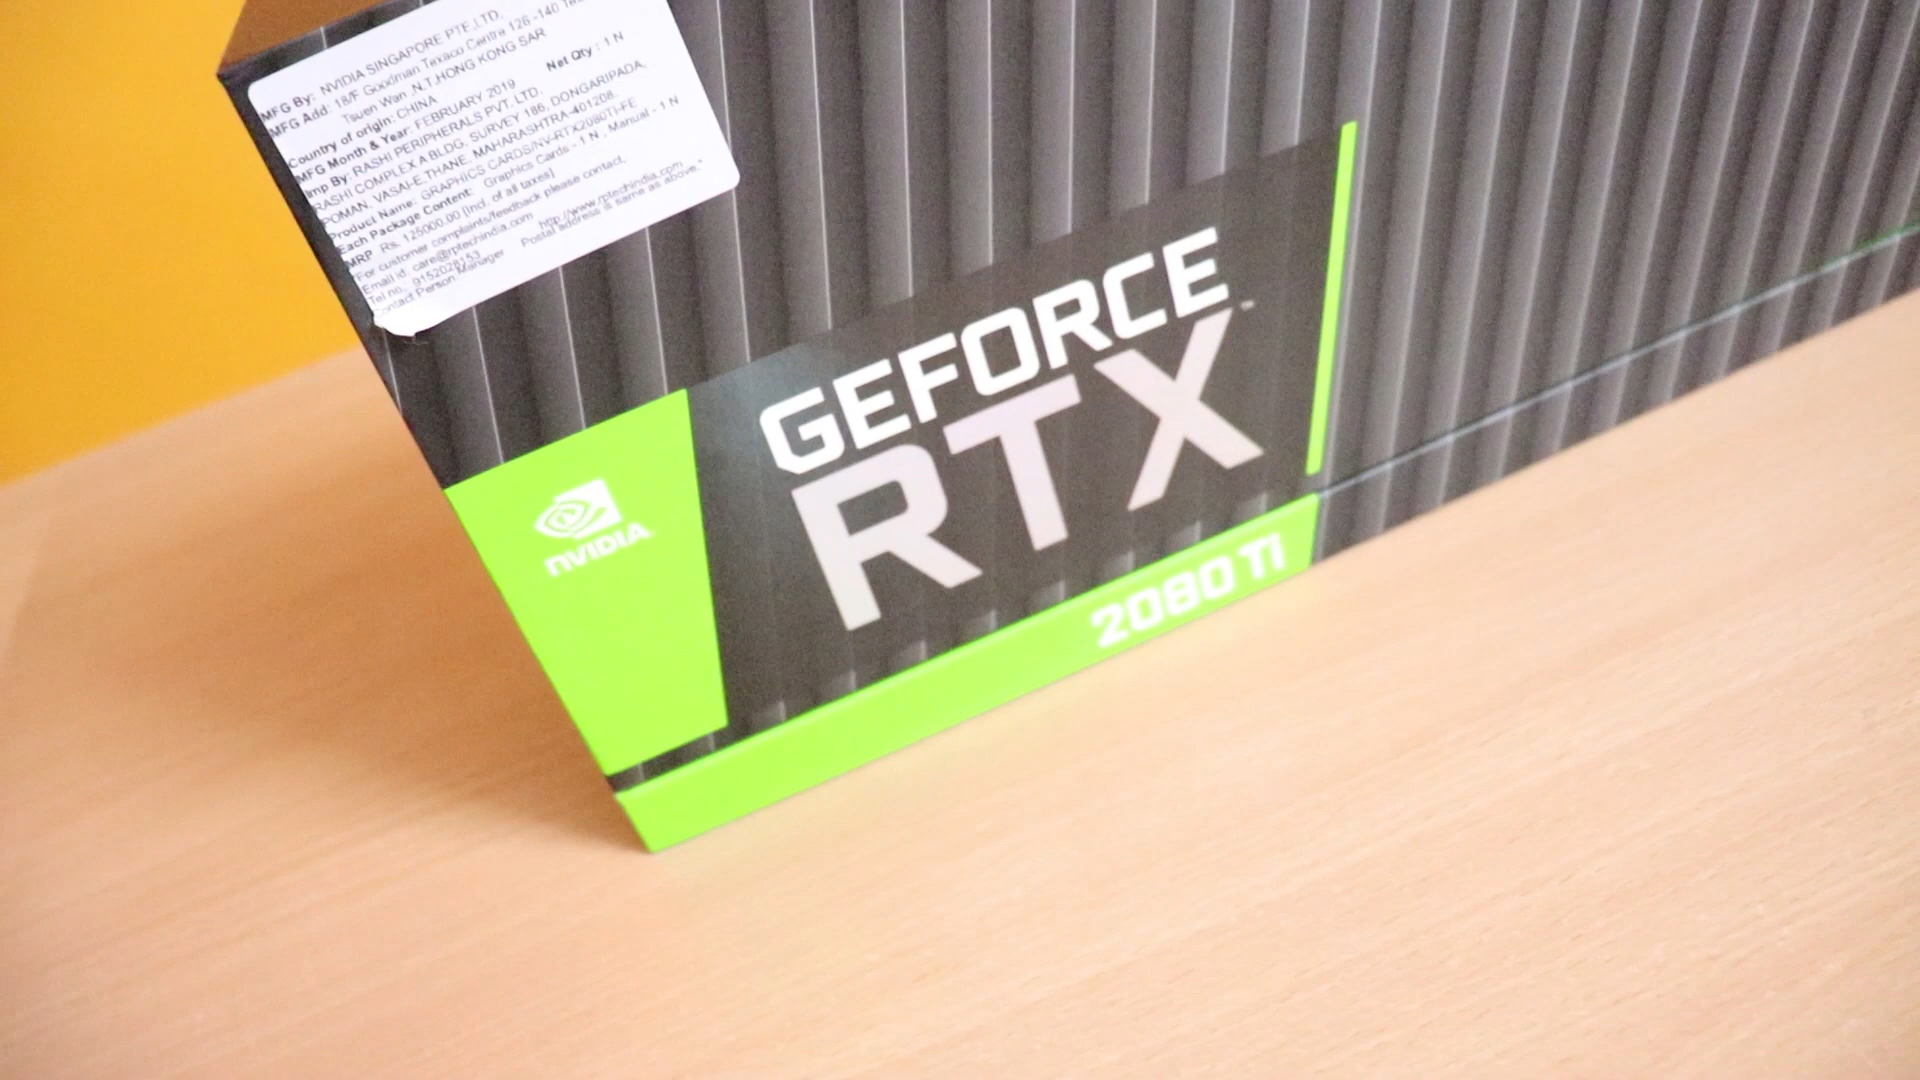 MFG By: NVIDIA SINGAPORE PTE.LTD.
MFG Add: 18/F Goodman Texaco Centre 126-140
Tsuen Wan ,N.T,HONG KONG SAR
Country of origin: CHINA
Net Qty : 1 N
MFG Month & Year: FEBRUARY 2019
Imp By: RASHI PERIPHERALS PVT. LTD.
RASHI COMPLEX A BLDG, SURVEY 186, DONGARIPADA,
POMAN, VASAI-E,THANE, MAHARASHTRA-401208.
Product Name: GRAPHICS CARDS/NV-RTX2080TI-FE
Each Package Content: Graphics Cards - 1 N , Manual - 1 N
MRP Rs. 125000.00 [Incl. of all taxes]
"For customer complaints/feedback please contact,
Email id: care@rptechindia.com http://www.rptechindia.com
Tel no. 9152028153 Postal address is same as above."
Contact Person Manager
GEFORCE
RTX™
nVIDIA
2080 TI